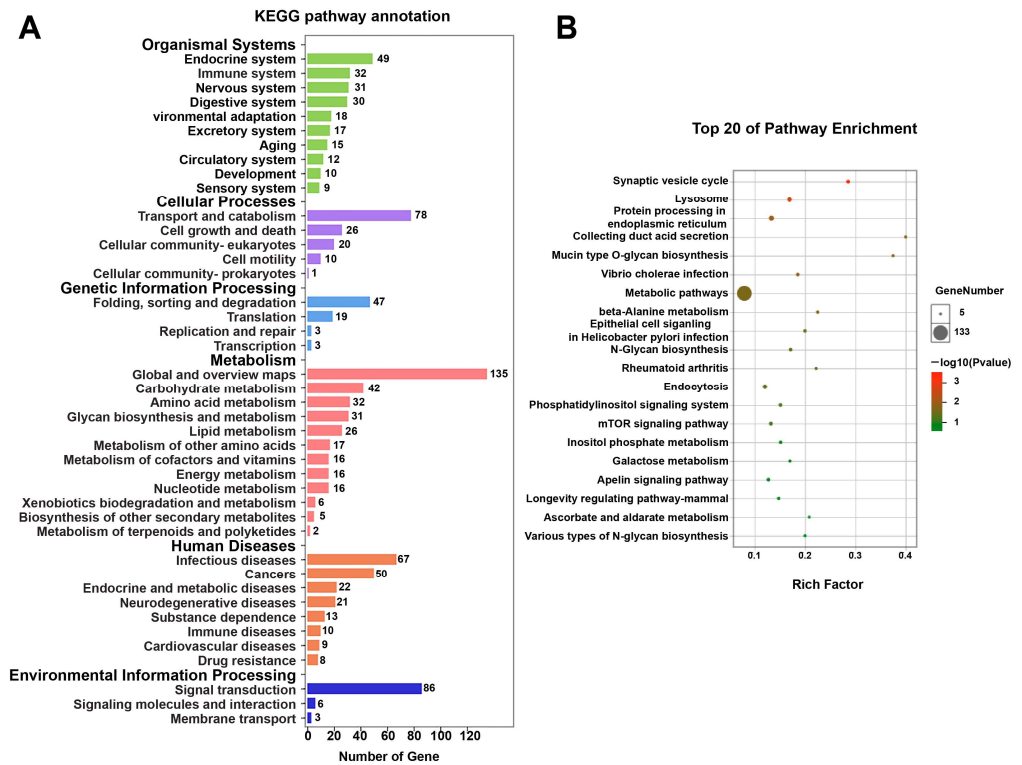 A
KEGG pathway annotation
Organismal Systems
Endocrine system 49
Immune system 32
Nervous system 31
Digestive system 30
vironmental adaptation 18
Excretory system 17
Aging 15
Circulatory system 12
Development 10
Sensory system 9
Cellular Processes
Transport and catabolism 78
Cell growth and death 26
Cellular community- eukaryotes 20
Cell motility 10
Cellular community- prokaryotes 1
Genetic Information Processing
Folding, sorting and degradation 47
Translation 19
Replication and repair 3
Transcription 3
Metabolism
Global and overview maps 135
Carbohydrate metabolism 42
Amino acid metabolism 32
Glycan biosynthesis and metabolism 31
Lipid metabolism 26
Metabolism of other amino acids 17
Metabolism of cofactors and vitamins 16
Energy metabolism 16
Nucleotide metabolism 16
Xenobiotics biodegradation and metabolism 6
Biosynthesis of other secondary metabolites 5
Metabolism of terpenoids and polyketides 2
Human Diseases
Infectious diseases 67
Cancers 50
Endocrine and metabolic diseases 22
Neurodegenerative diseases 21
Substance dependence 13
Immune diseases 10
Cardiovascular diseases 9
Drug resistance 8
Environmental Information Processing
Signal transduction 86
Signaling molecules and interaction 6
Membrane transport 3
0 20 40 60 80 100 120
Number of Gene
B
Top 20 of Pathway Enrichment
Synaptic vesicle cycle
Lysosome
Protein processing in
endoplasmic reticulum
Collecting duct acid secretion
Mucin type O-glycan biosynthesis
Vibrio cholerae infection
Metabolic pathways
beta-Alanine metabolism
Epithelial cell siganling
in Helicobacter pylori infection
N-Glycan biosynthesis
Rheumatoid arthritis
Endocytosis
Phosphatidylinositol signaling system
mTOR signaling pathway
Inositol phosphate metabolism
Galactose metabolism
Apelin signaling pathway
Longevity regulating pathway-mammal
Ascorbate and aldarate metabolism
Various types of N-glycan biosynthesis
0.1 0.2 0.3 0.4
Rich Factor
GeneNumber
5
133
−log10(Pvalue)
3
2
1